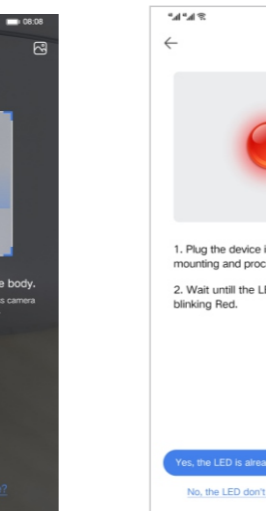 08:08
e body.
s camera
?
1. Plug the device i
mounting and proc
2. Wait untill the LE
blinking Red.
Yes, the LED is alrea
No, the LED don't